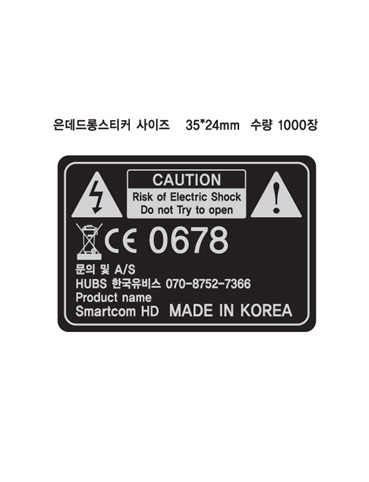 은데드롱스티커 사이즈 35*24mm 수량 1000장
CAUTION
Risk of Electric Shock
Do not Try to open
CE 0678
문의 및 A/S
HUBS 한국유비스 070-8752-7366
Product name
Smartcom HD MADE IN KOREA